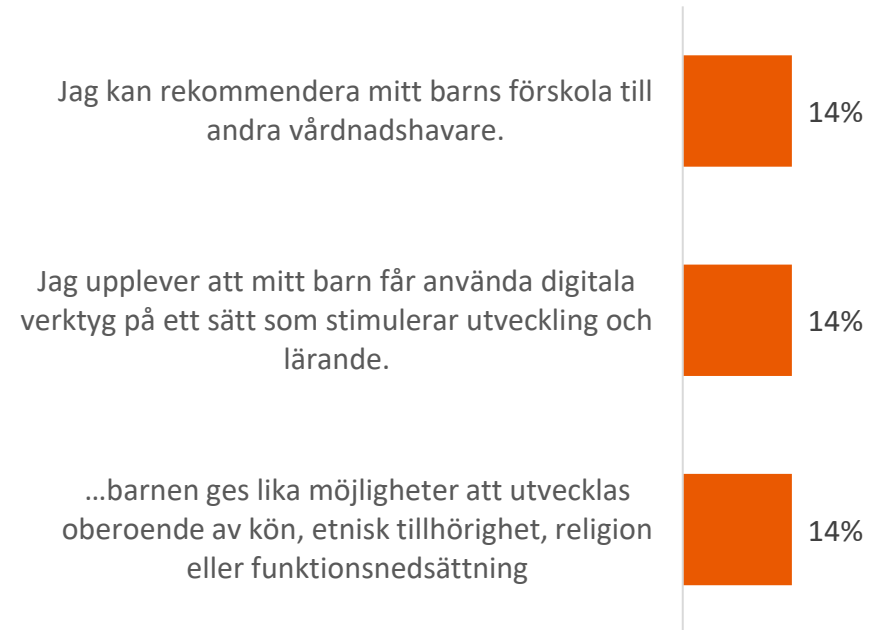 Jag kan rekommendera mitt barns förskola till
andra vårdnadshavare.
14%
Jag upplever att mitt barn får använda digitala
verktyg på ett sätt som stimulerar utveckling och
lärande.
14%
…barnen ges lika möjligheter att utvecklas
oberoende av kön, etnisk tillhörighet, religion
eller funktionsnedsättning
14%